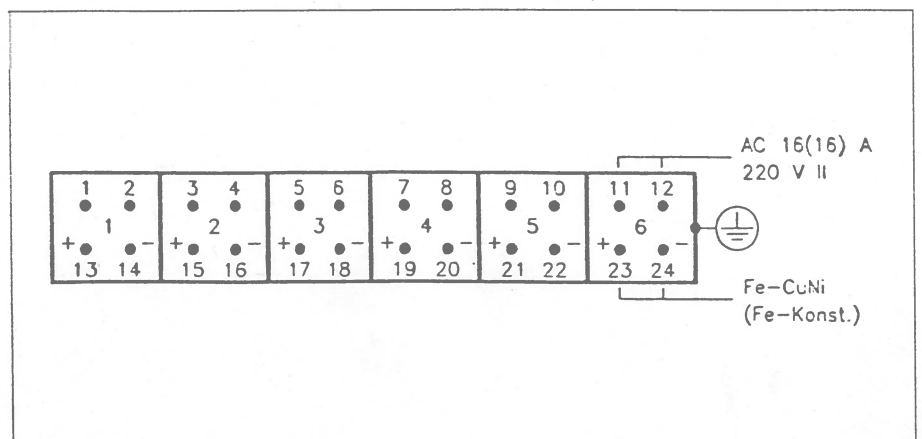 AC 16(16) A
220 V II
1 2 3 4 5 6 7 8 9 10 11 12
1 2 3 4 5 6
+ - + - + - + - + - + -
13 14 15 16 17 18 19 20 21 22 23 24
Fe-CuNi
(Fe-Konst.)